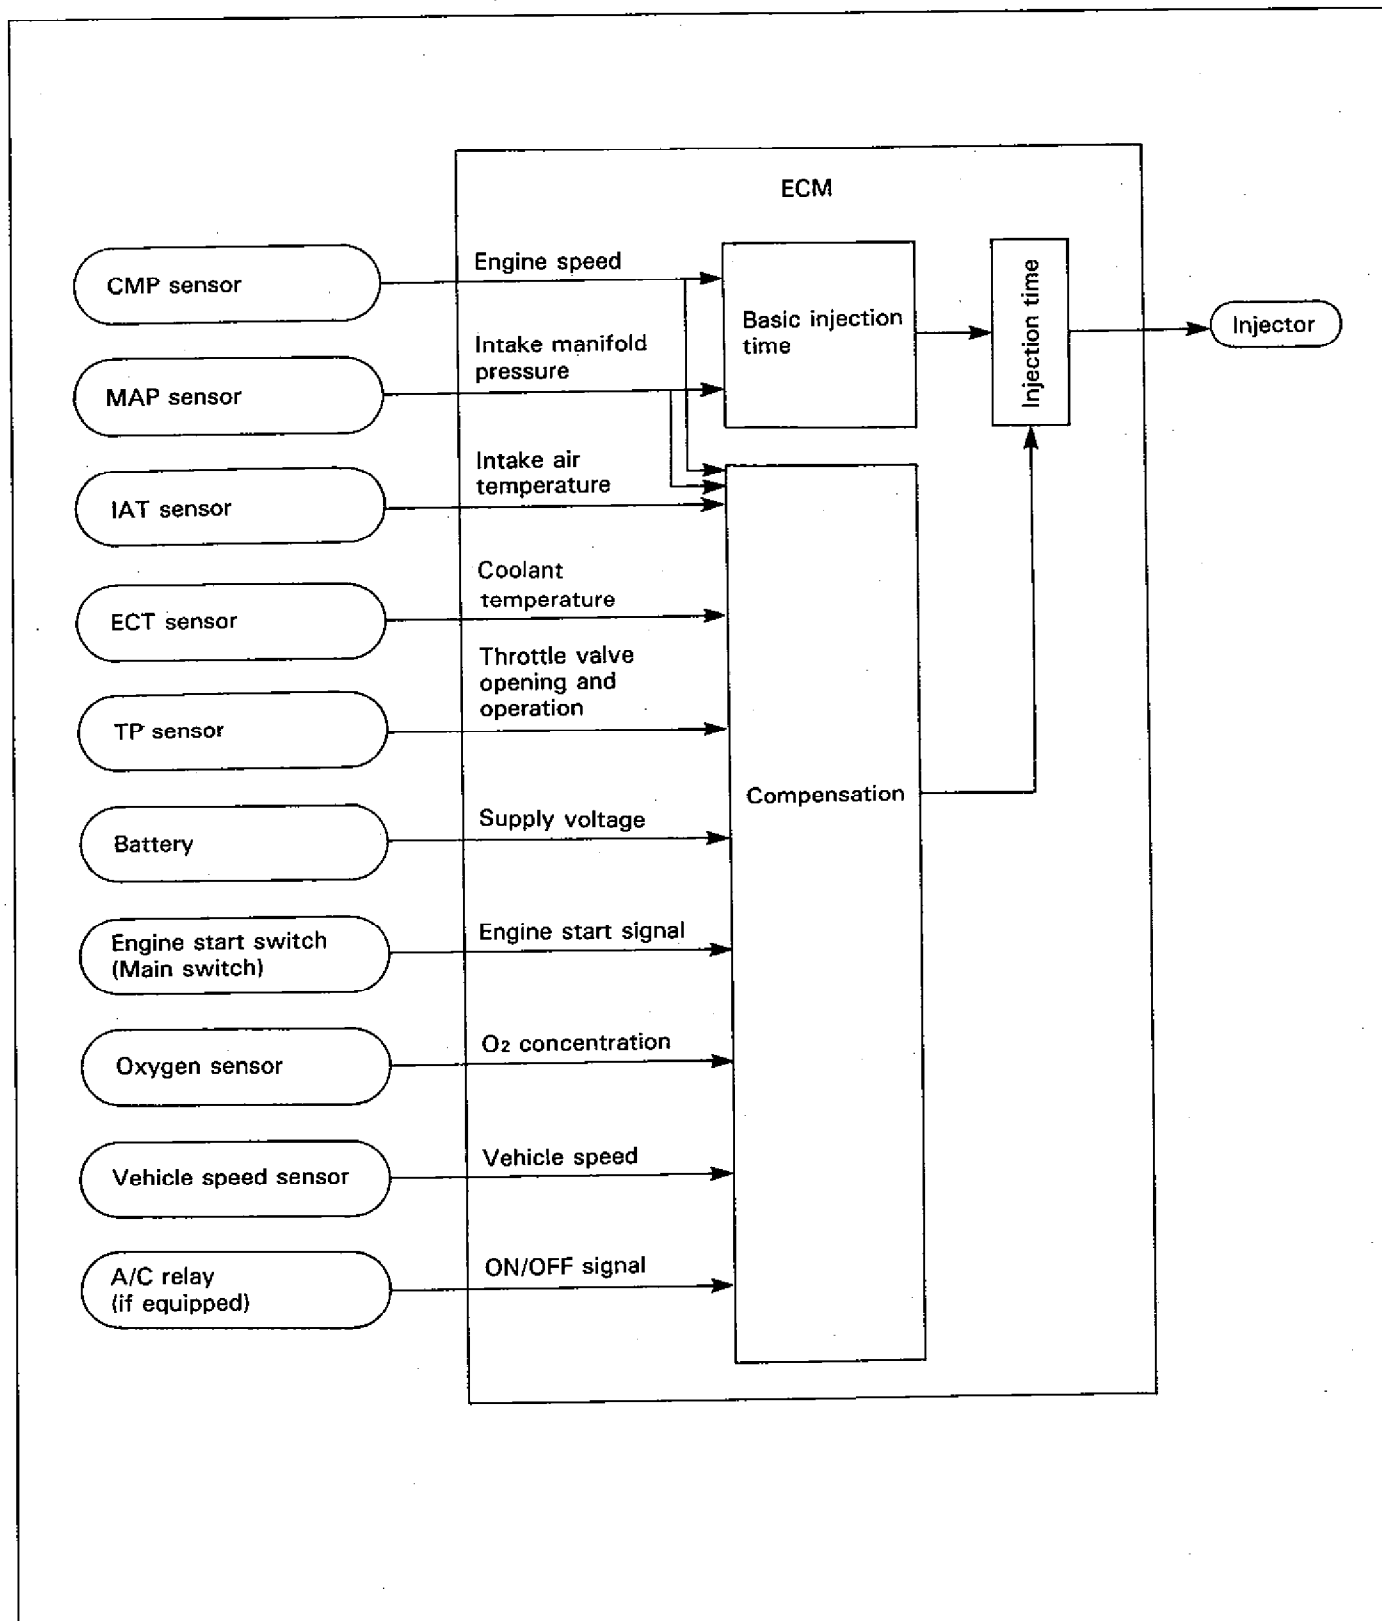 ECM
CMP sensor
Engine speed
Basic injection
time
Injection time
Injector
MAP sensor
Intake manifold
pressure
IAT sensor
Intake air
temperature
ECT sensor
Coolant
temperature
TP sensor
Throttle valve
opening and
operation
Compensation
Battery
Supply voltage
Engine start switch
(Main switch)
Engine start signal
Oxygen sensor
O2 concentration
Vehicle speed sensor
Vehicle speed
A/C relay
(if equipped)
ON/OFF signal